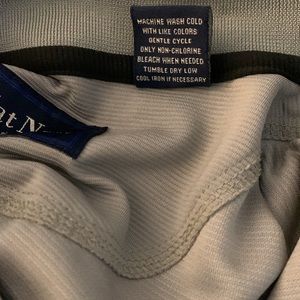 MACHINE WASH COLD
WITH LIKE COLORS
GENTLE CYCLE
ONLY NON-CHLORINE
BLEACH WHEN NEEDED
TUMBLE DRY LOW
COOL IRON IF NECESSARY
at N